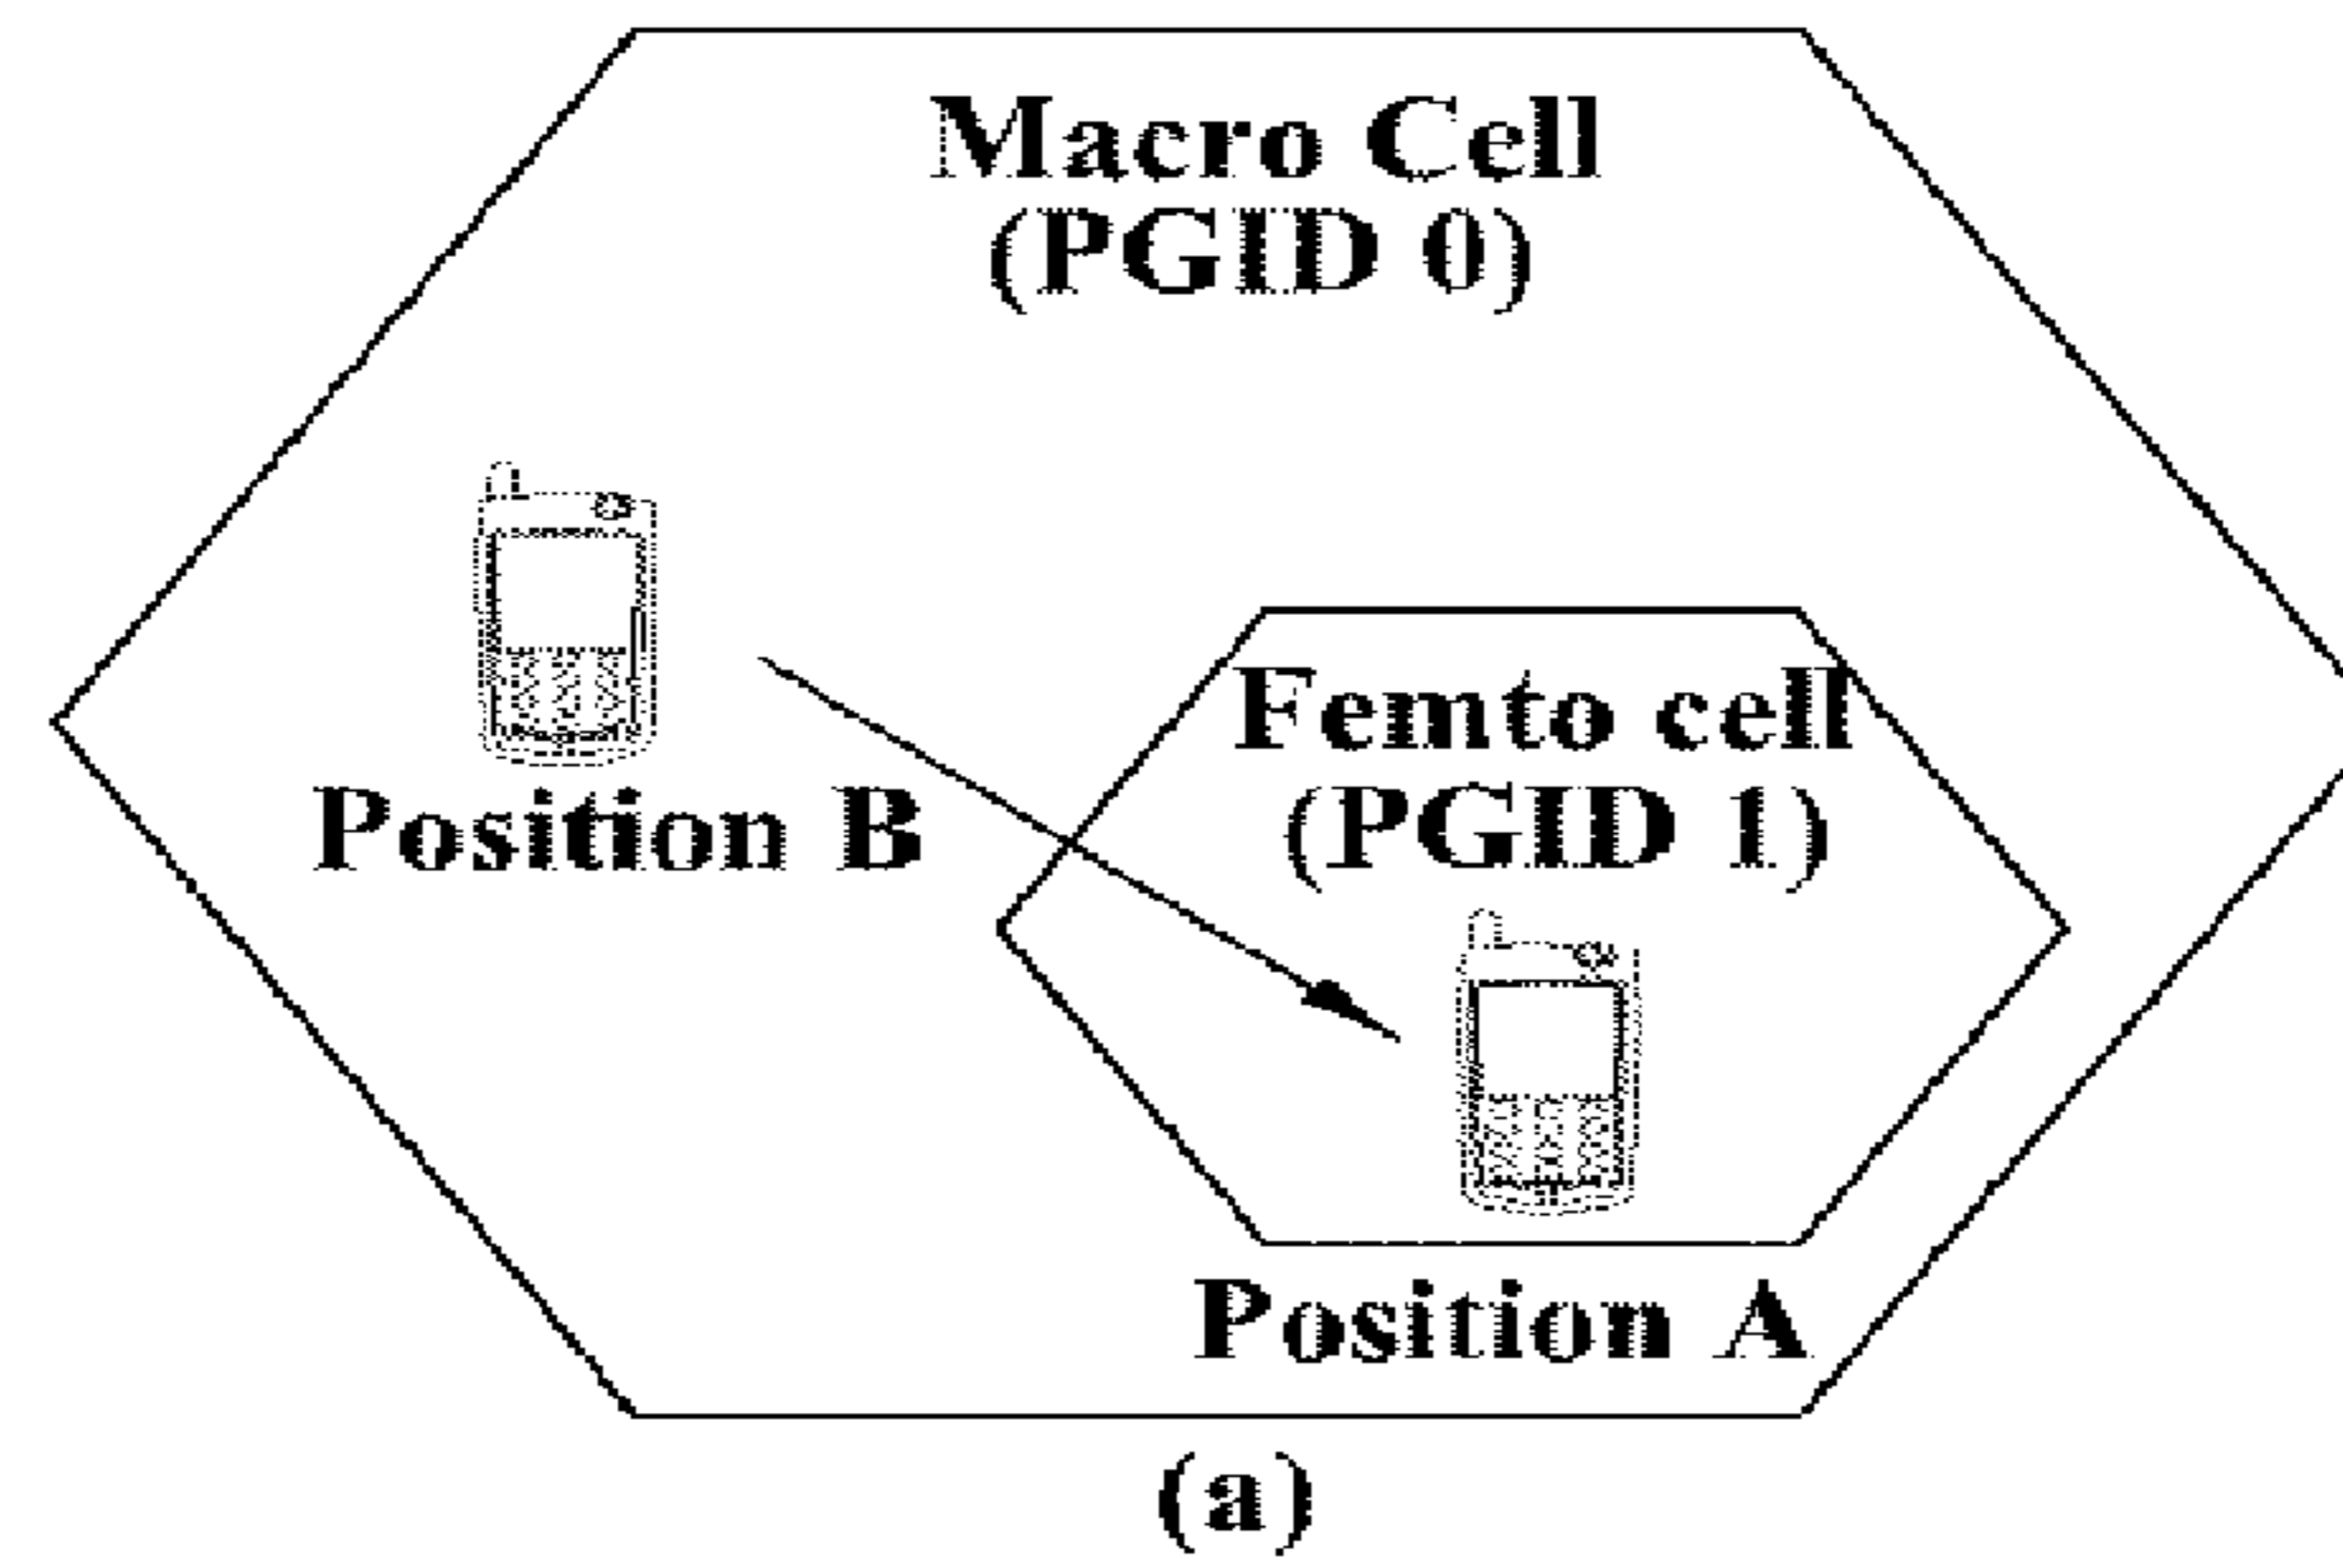 Macro Cell
(PGID 0)
Femto cell
(PGID 1)
Position B
Position A
(a)